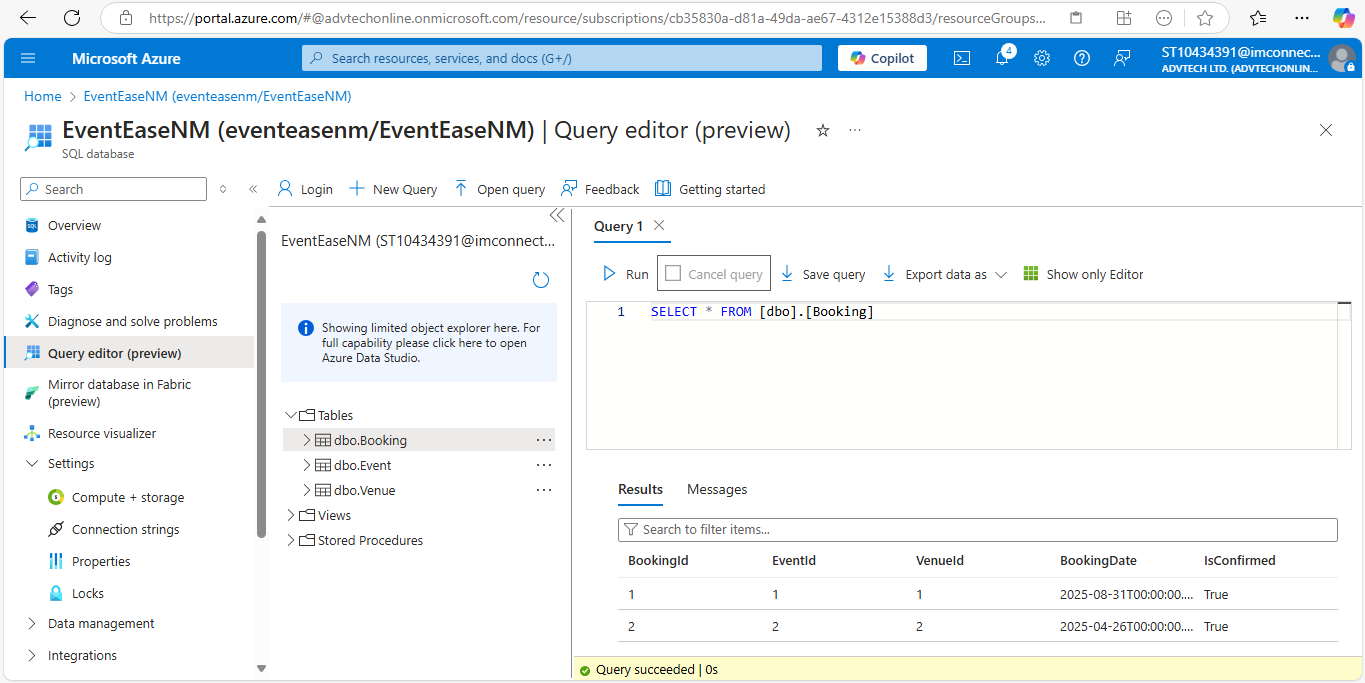 https://portal.azure.com/#@advtechonline.onmicrosoft.com/resource/subscriptions/cb35830a-d81a-49da-ae67-4312e15388d3/resourceGroups...
Microsoft Azure
Search resources, services, and docs (G+/)
Copilot
4
ST10434391@imconnec...
ADVTECH LTD. (ADVTECHONLIN...
Home > EventEaseNM (eventeasenm/EventEaseNM)
EventEaseNM (eventeasenm/EventEaseNM) | Query editor (preview)
SQL database
Search
Login
New Query
Open query
Feedback
Getting started
Overview
Activity log
Tags
Diagnose and solve problems
Query editor (preview)
Mirror database in Fabric
(preview)
Resource visualizer
Settings
Compute + storage
Connection strings
Properties
Locks
Data management
Integrations
EventEaseNM (ST10434391@imconnect...
Showing limited object explorer here. For
full capability please click here to open
Azure Data Studio.
Tables
dbo.Booking
dbo.Event
dbo.Venue
Views
Stored Procedures
Query 1
Run
Cancel query
Save query
Export data as
Show only Editor
1 SELECT * FROM [dbo].[Booking]
Results Messages
Search to filter items...
BookingId EventId VenueId BookingDate IsConfirmed
1 1 1 2025-08-31T00:00:00.... True
2 2 2 2025-04-26T00:00:00.... True
Query succeeded | 0s